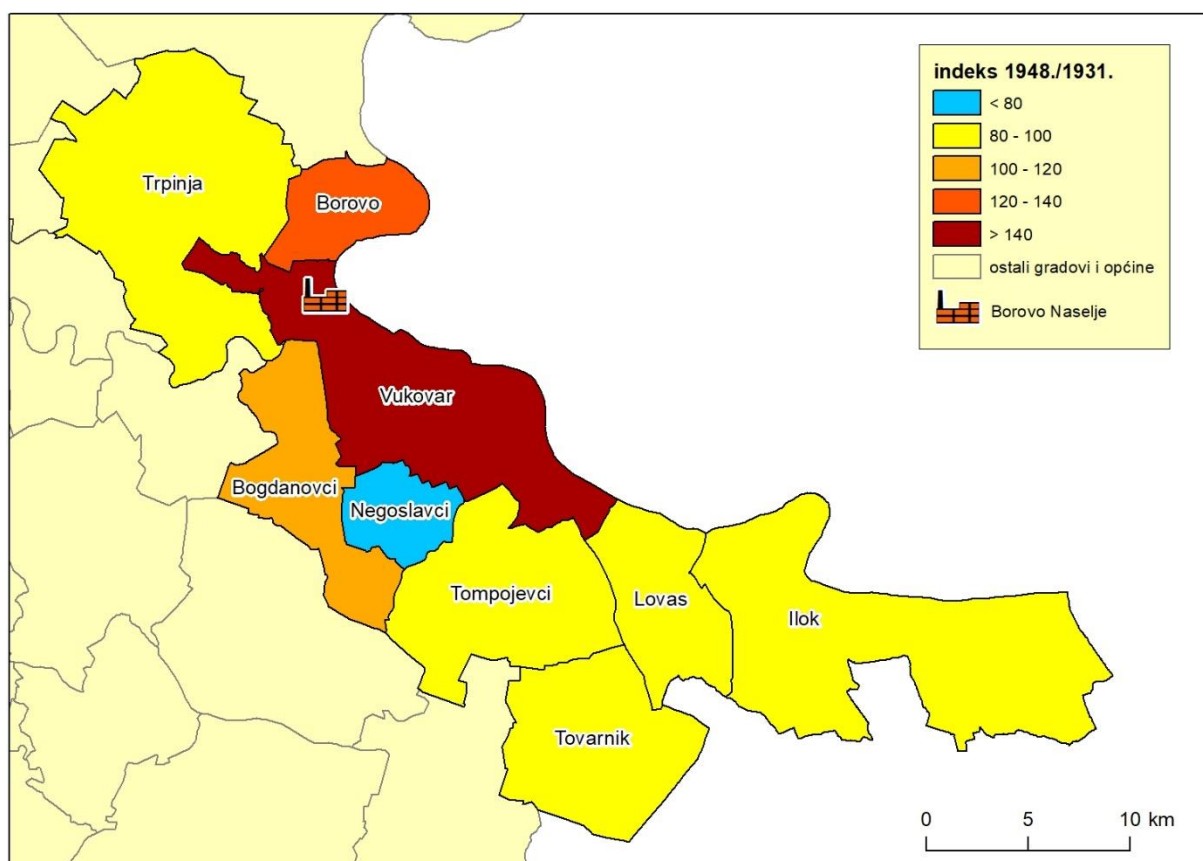 indeks 1948./1931.
< 80
80 - 100
100 - 120
120 - 140
> 140
ostali gradovi i općine
Borovo Naselje
Trpinja
Borovo
Vukovar
Bogdanovci
Negoslavci
Tompojevci
Lovas
Ilok
Tovarnik
0 5 10 km